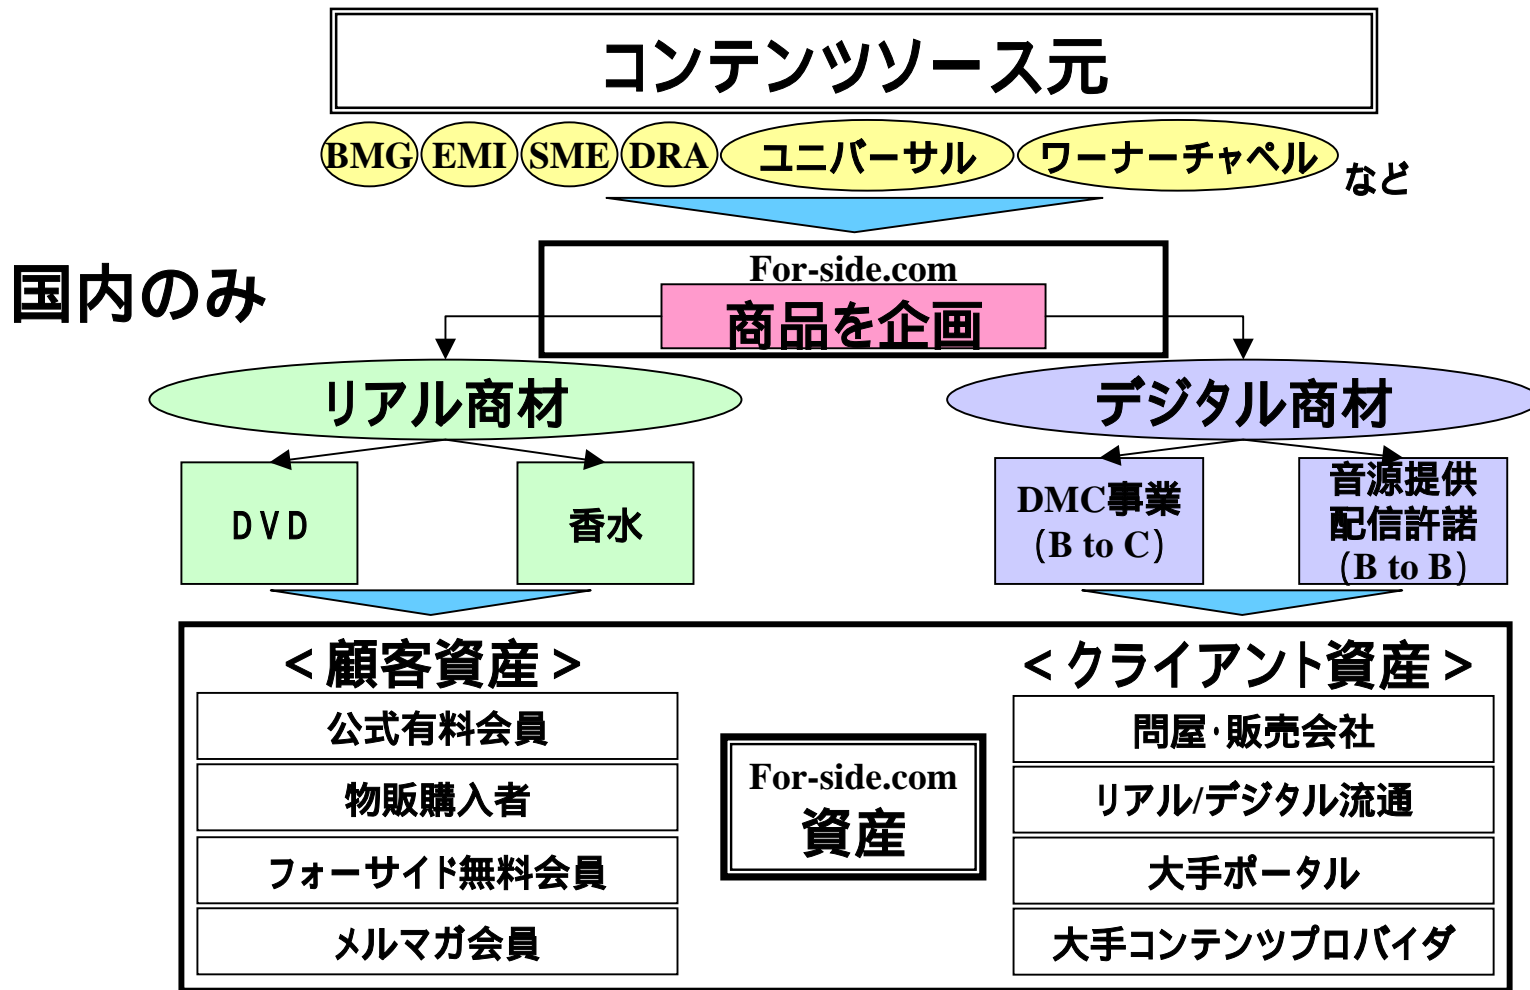 コンテンツソース元
BMG EMI SME DRA ユニバーサル ワーナーチャペル など
国内のみ
For-side.com
商品を企画
リアル商材
デジタル商材
DVD
香水
DMC事業
(B to C)
音源提供
配信許諾
(B to B)
<顧客資産>
公式有料会員
物販購入者
フォーサイド無料会員
メルマガ会員
For-side.com
資産
<クライアント資産>
問屋・販売会社
リアル/デジタル流通
大手ポータル
大手コンテンツプロバイダ